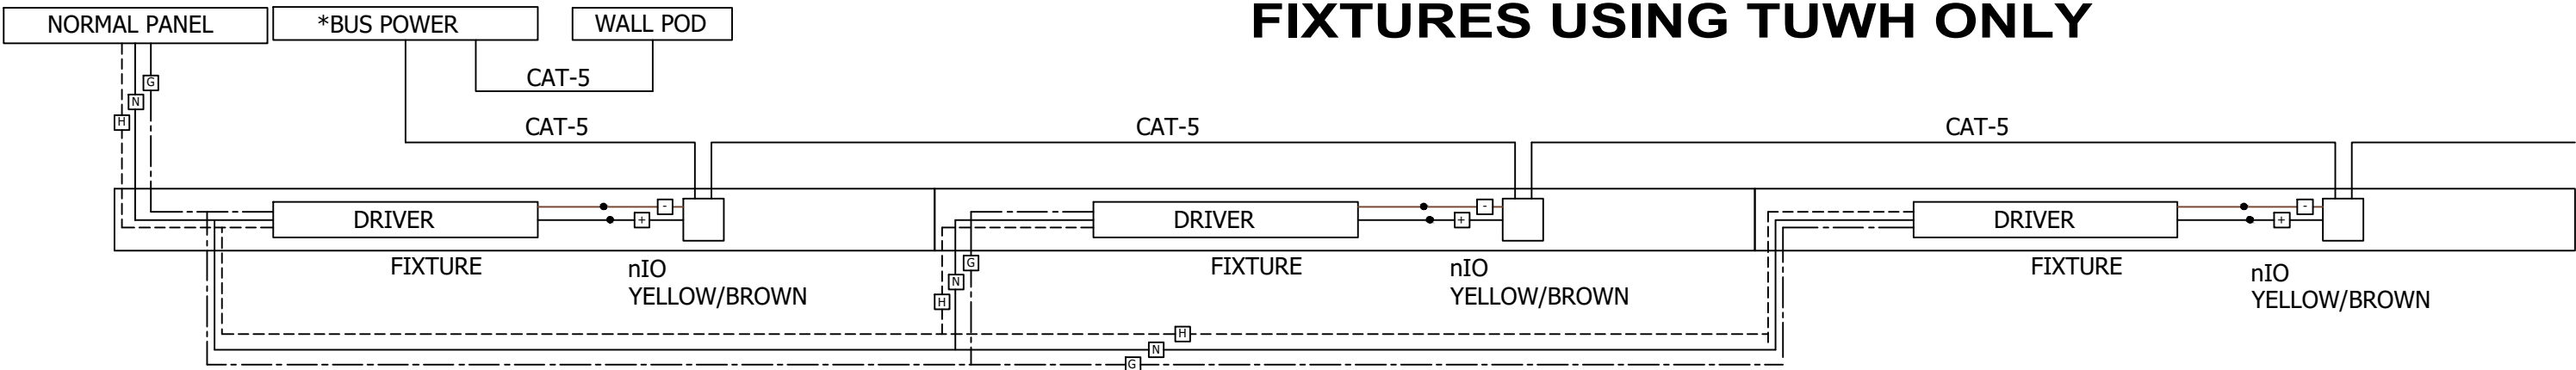 FIXTURES USING TUWH ONLY
NORMAL PANEL
*BUS POWER
WALL POD
CAT-5
G
N
H
CAT-5
CAT-5
CAT-5
DRIVER
-
+
DRIVER
-
+
DRIVER
-
+
FIXTURE
nIO
YELLOW/BROWN
G
N
H
FIXTURE
nIO
YELLOW/BROWN
FIXTURE
nIO
YELLOW/BROWN
H
N
G